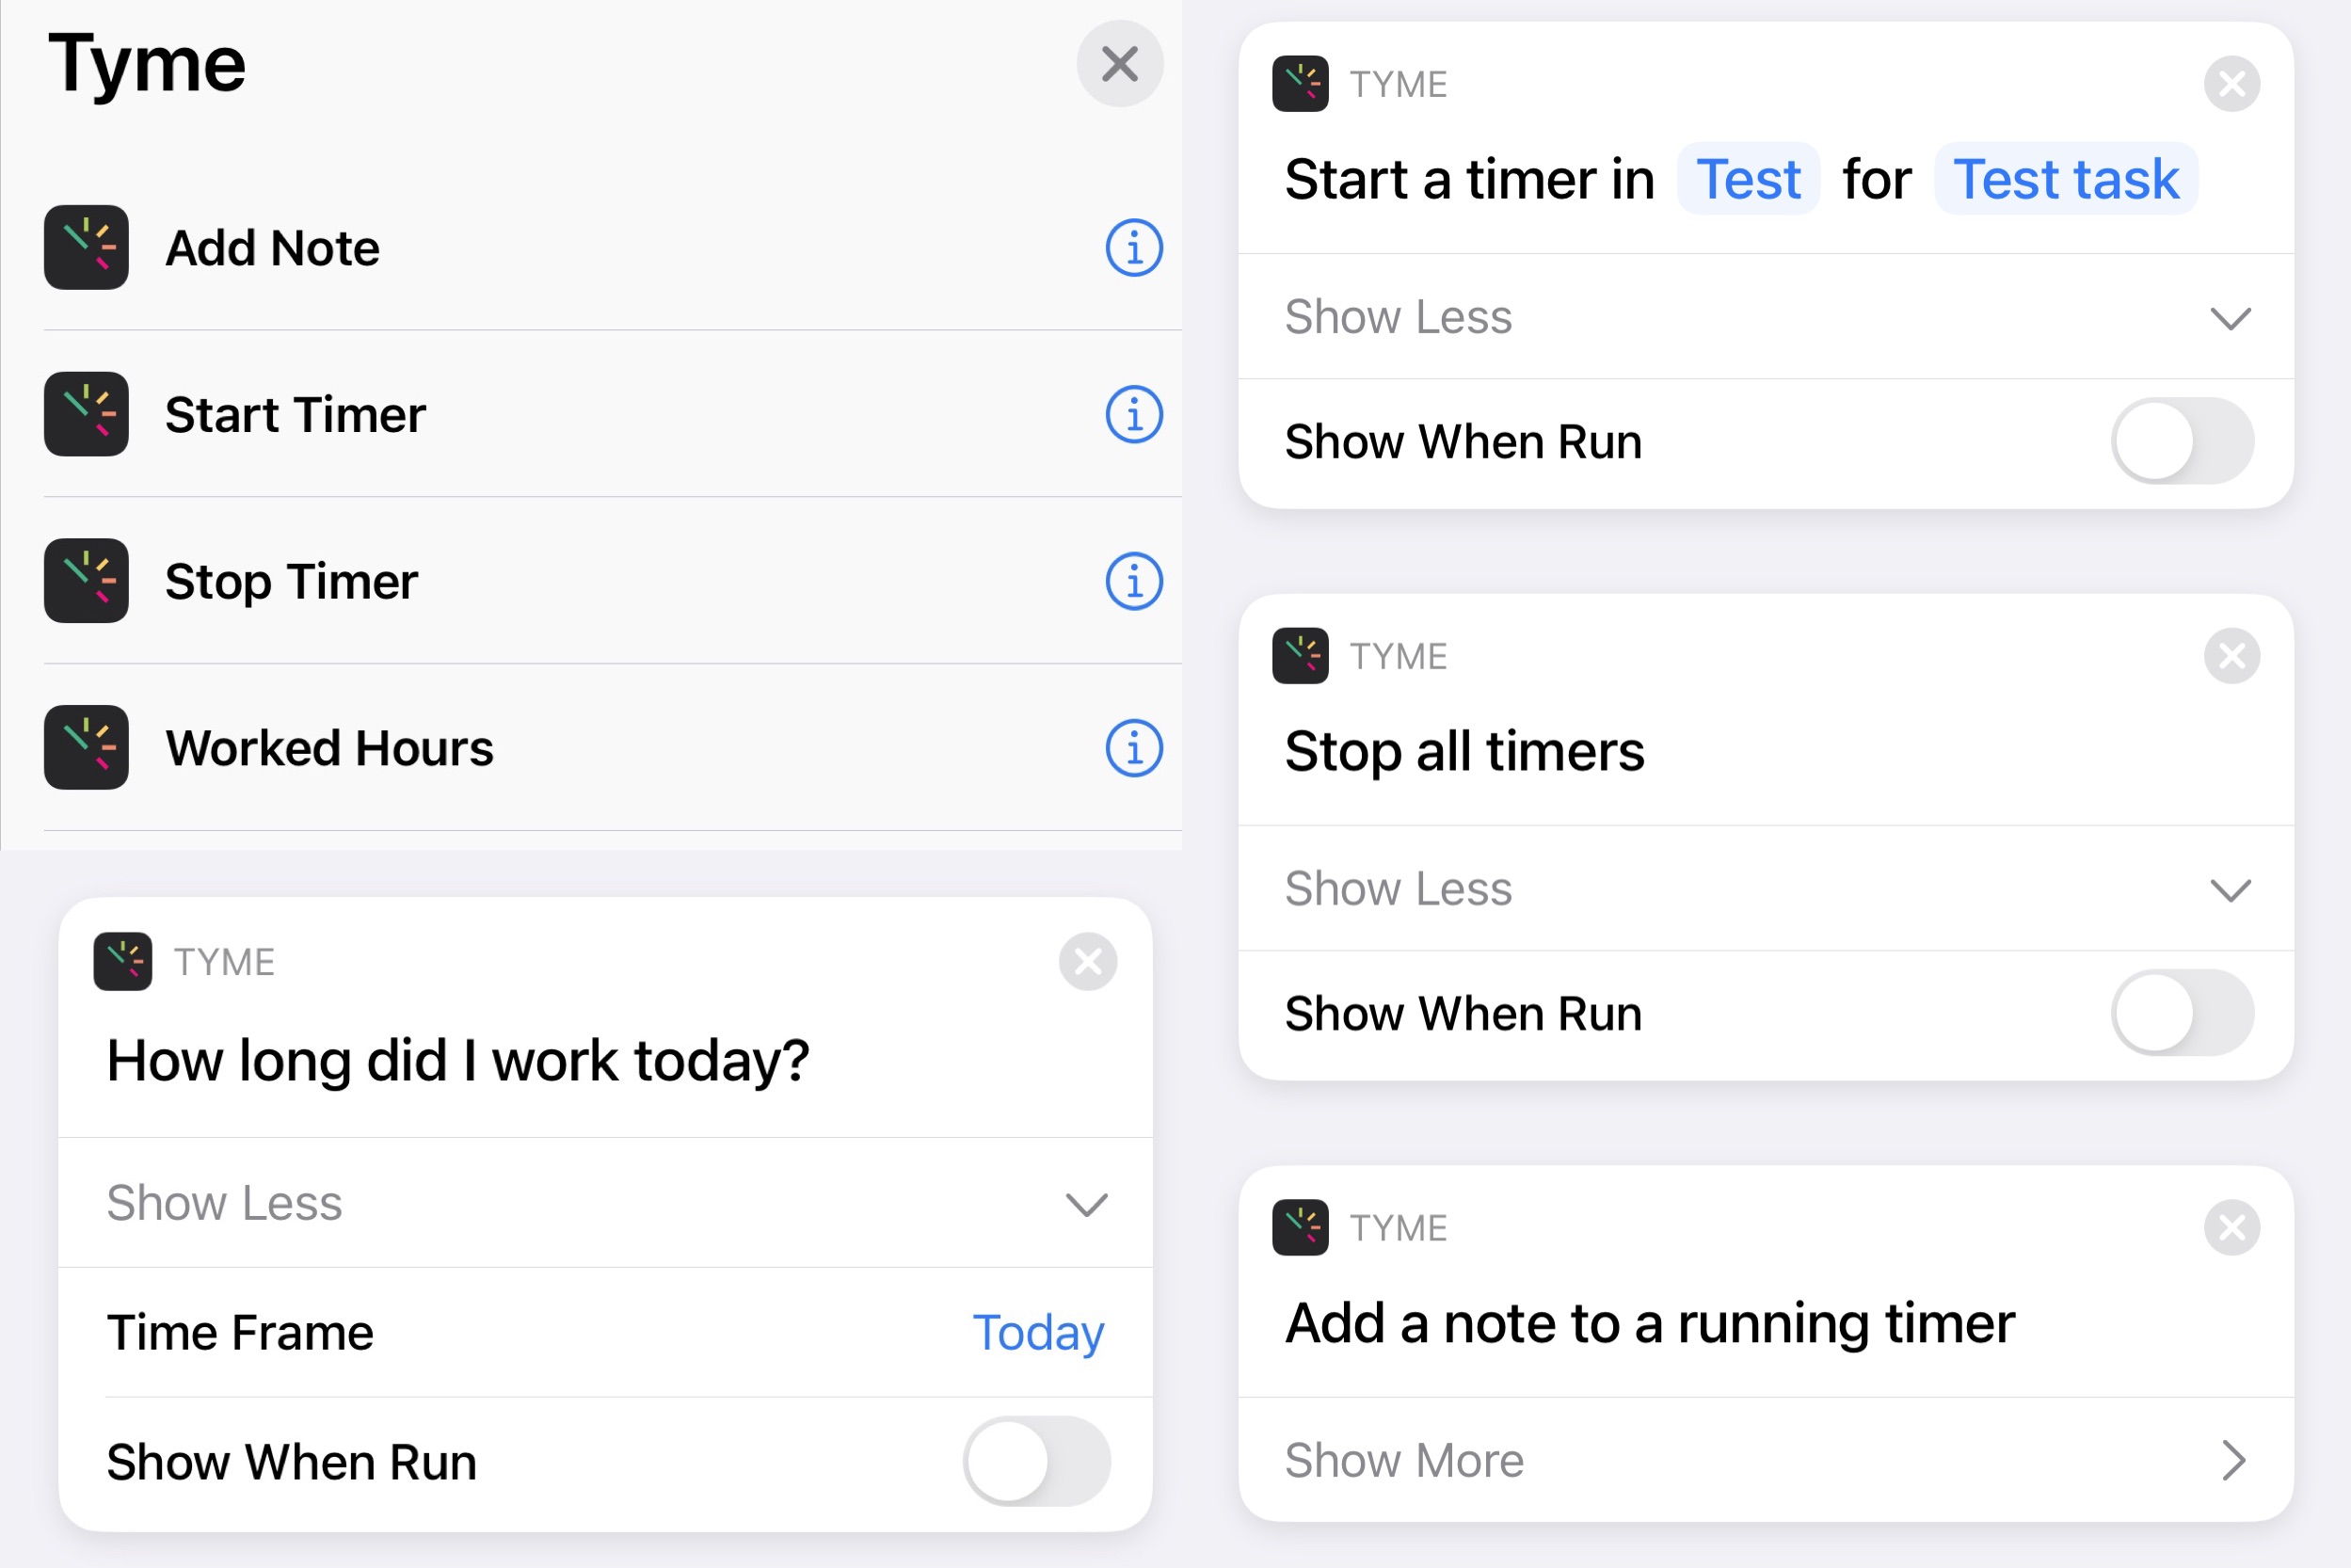 Tyme
Add Note
Start Timer
Stop Timer
Worked Hours
TYME
How long did I work today?
Show Less
Time Frame
Today
Show When Run
TYME
Start a timer in Test for Test task
Show Less
Show When Run
TYME
Stop all timers
Show Less
Show When Run
TYME
Add a note to a running timer
Show More